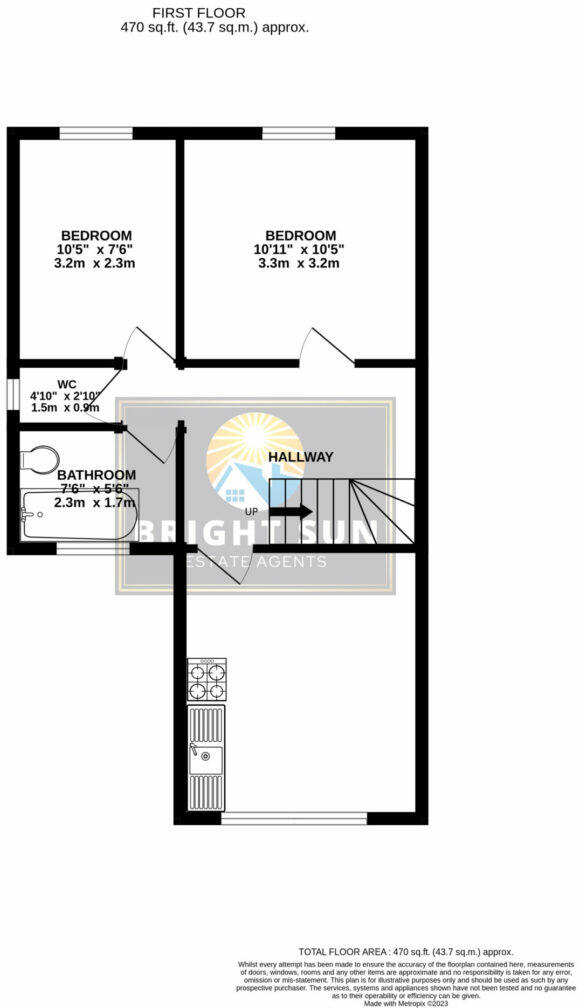 FIRST FLOOR
470 sq.ft. (43.7 sq.m.) approx.
BEDROOM
10'5" x 7'6"
3.2m x 2.3m
BEDROOM
10'11" x 10'5"
3.3m x 3.2m
WC
4'10" x 2'10"
1.5m x 0.9m
HALLWAY
BATHROOM
7'6" x 5'6"
2.3m x 1.7m
UP
BRIGHT SUN
ESTATE AGENTS
TOTAL FLOOR AREA : 470 sq.ft. (43.7 sq.m.) approx.
Whilst every attempt has been made to ensure the accuracy of the floorplan contained here, measurements
of doors, windows, rooms and any other items are approximate and no responsibility is taken for any error,
omission or mis-statement. This plan is for illustrative purposes only and should be used as such by any
prospective purchaser. The services, systems and appliances shown have not been tested and no guarantee
as to their operability or efficiency can be given.
Made with Metropix ©2023